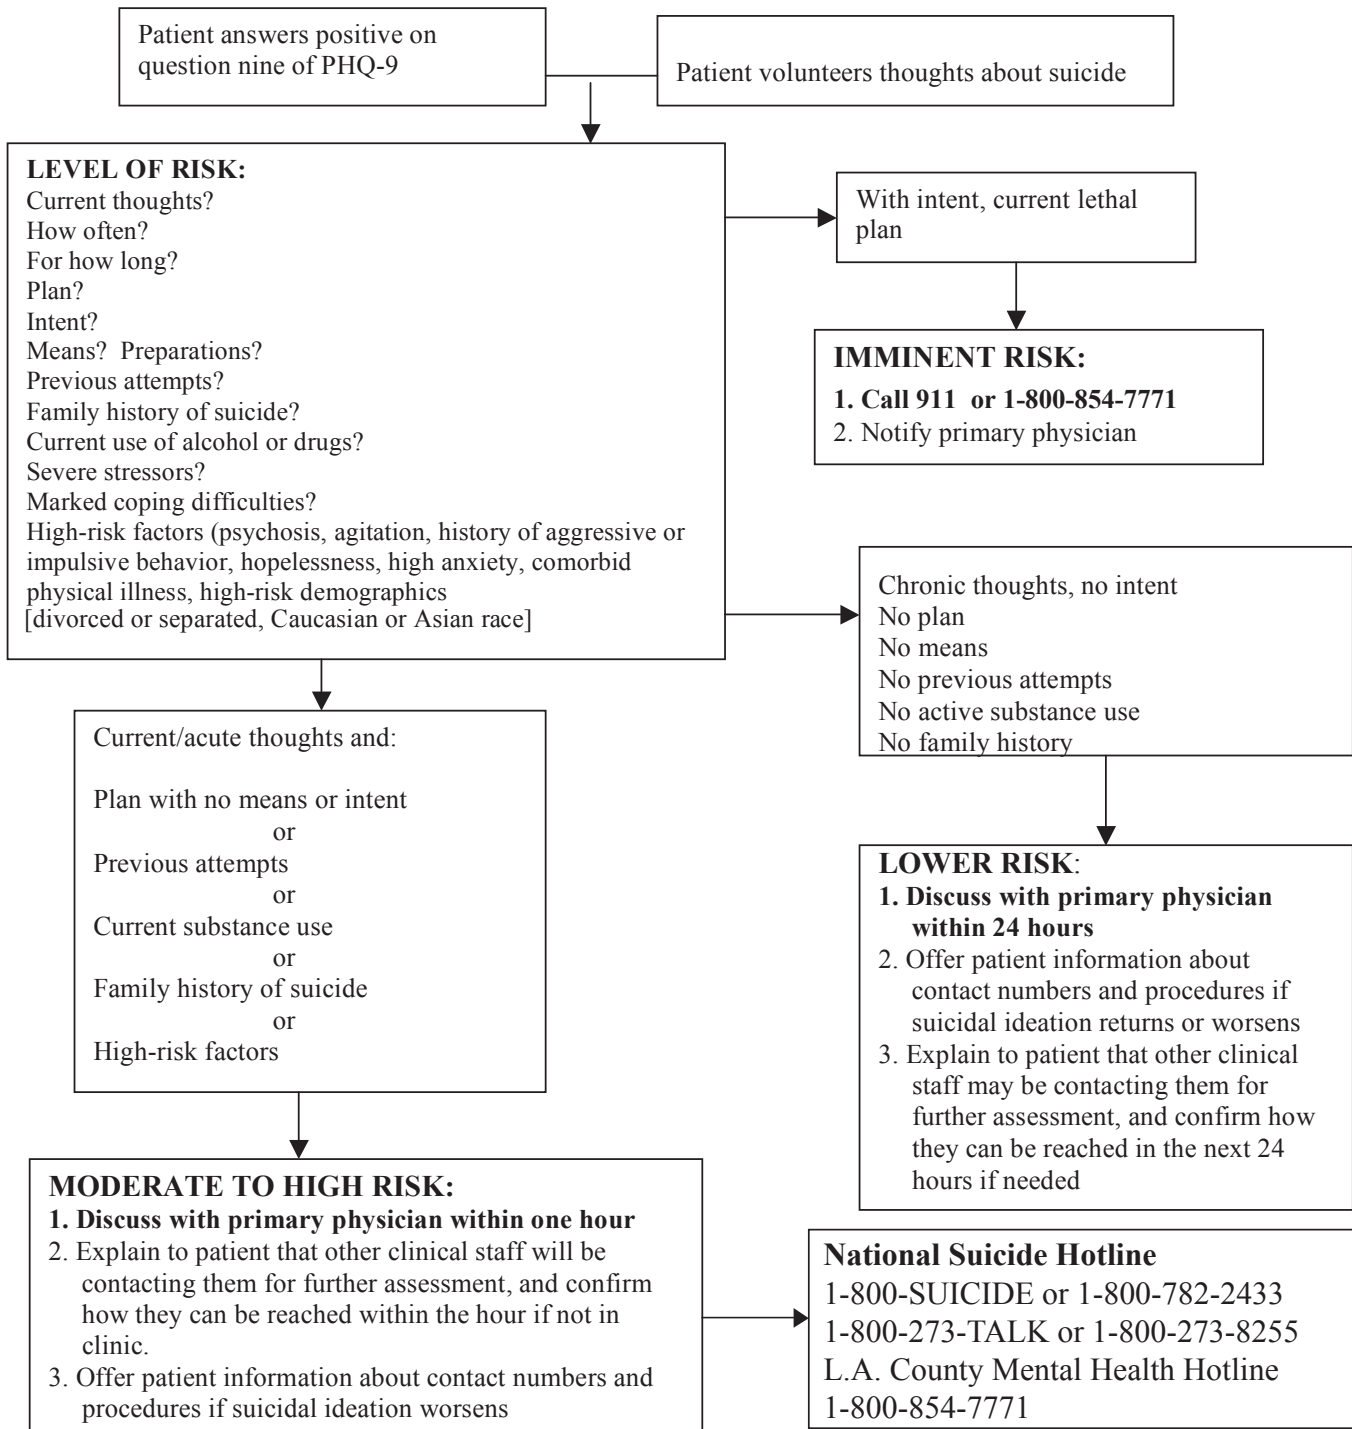 Patient answers positive on
question nine of PHQ-9
Patient volunteers thoughts about suicide
LEVEL OF RISK:
Current thoughts?
How often?
For how long?
Plan?
Intent?
Means?  Preparations?
Previous attempts?
Family history of suicide?
Current use of alcohol or drugs?
Severe stressors?
Marked coping difficulties?
High-risk factors (psychosis, agitation, history of aggressive or
impulsive behavior, hopelessness, high anxiety, comorbid
physical illness, high-risk demographics
[divorced or separated, Caucasian or Asian race]
With intent, current lethal
plan
IMMINENT RISK:
1. Call 911  or 1-800-854-7771
2. Notify primary physician
Chronic thoughts, no intent
No plan
No means
No previous attempts
No active substance use
No family history
Current/acute thoughts and:
Plan with no means or intent
or
Previous attempts
or
Current substance use
or
Family history of suicide
or
High-risk factors
LOWER RISK:
1. Discuss with primary physician
within 24 hours
2. Offer patient information about
contact numbers and procedures if
suicidal ideation returns or worsens
3. Explain to patient that other clinical
staff may be contacting them for
further assessment, and confirm how
they can be reached in the next 24
hours if needed
MODERATE TO HIGH RISK:
1. Discuss with primary physician within one hour
2. Explain to patient that other clinical staff will be
contacting them for further assessment, and confirm
how they can be reached within the hour if not in
clinic.
3. Offer patient information about contact numbers and
procedures if suicidal ideation worsens
National Suicide Hotline
1-800-SUICIDE or 1-800-782-2433
1-800-273-TALK or 1-800-273-8255
L.A. County Mental Health Hotline
1-800-854-7771